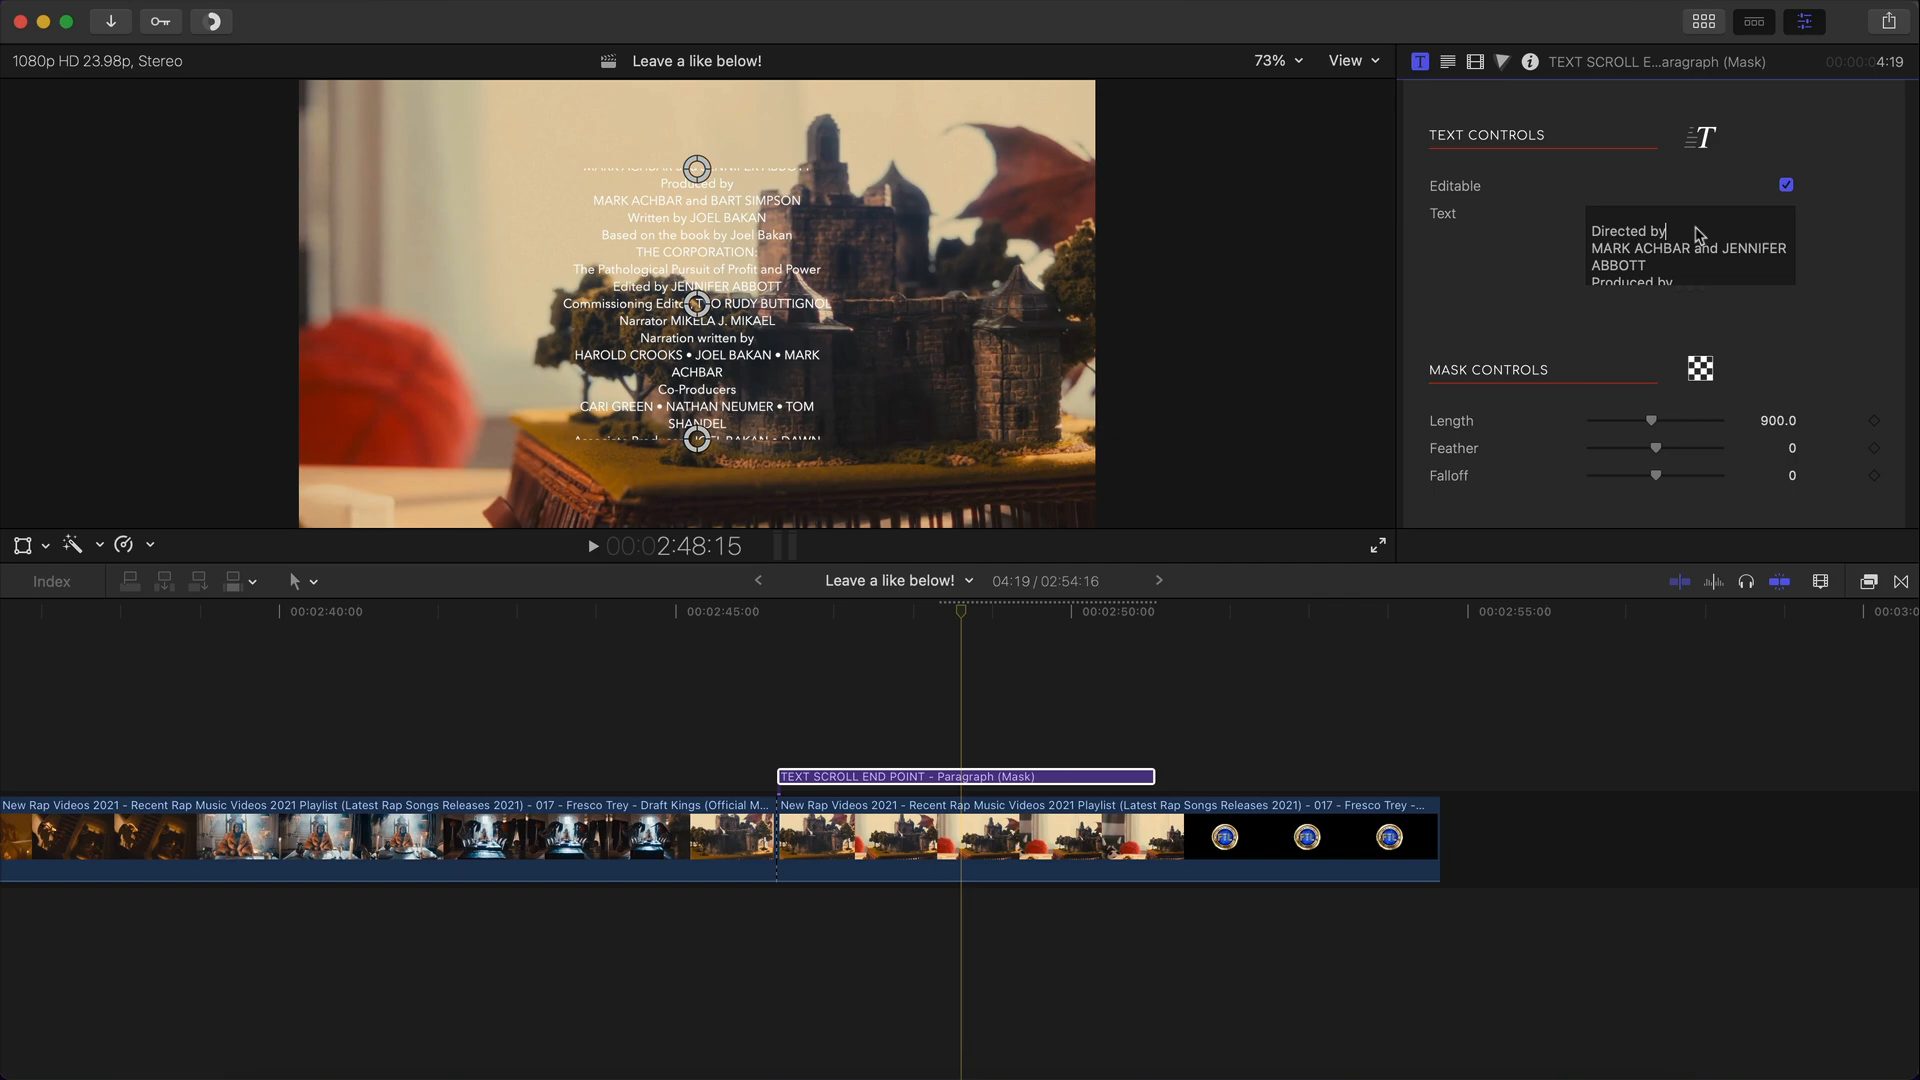 1080p HD 23.98p, Stereo
Leave a like below!
73%
View
TEXT SCROLL E...aragraph (Mask)
00:00:04:19
TEXT CONTROLS
Editable
Text
Directed by
MARK ACHBAR and JENNIFER
ABBOTT
Produced by
MASK CONTROLS
Length 900.0
Feather 0
Falloff 0
MARK ACHBAR and JENNIFER ABBOTT
Produced by
MARK ACHBAR and BART SIMPSON
Written by JOEL BAKAN
Based on the book by Joel Bakan
THE CORPORATION:
The Pathological Pursuit of Profit and Power
Edited by JENNIFER ABBOTT
Commissioning Editor RUDY BUTTIGNOL
Narrator MIKELA J. MIKAEL
Narration written by
HAROLD CROOKS • JOEL BAKAN • MARK
ACHBAR
Co-Producers
CARI GREEN • NATHAN NEUMER • TOM
SHANDEL
JOEL BAKAN • DAWN
00:02:48:15
Index
Leave a like below!
04:19 / 02:54:16
00:02:40:00
00:02:45:00
00:02:50:00
00:02:55:00
00:03:0
TEXT SCROLL END POINT - Paragraph (Mask)
New Rap Videos 2021 - Recent Rap Music Videos 2021 Playlist (Latest Rap Songs Releases 2021) - 017 - Fresco Trey - Draft Kings (Official M...
New Rap Videos 2021 - Recent Rap Music Videos 2021 Playlist (Latest Rap Songs Releases 2021) - 017 - Fresco Trey -...